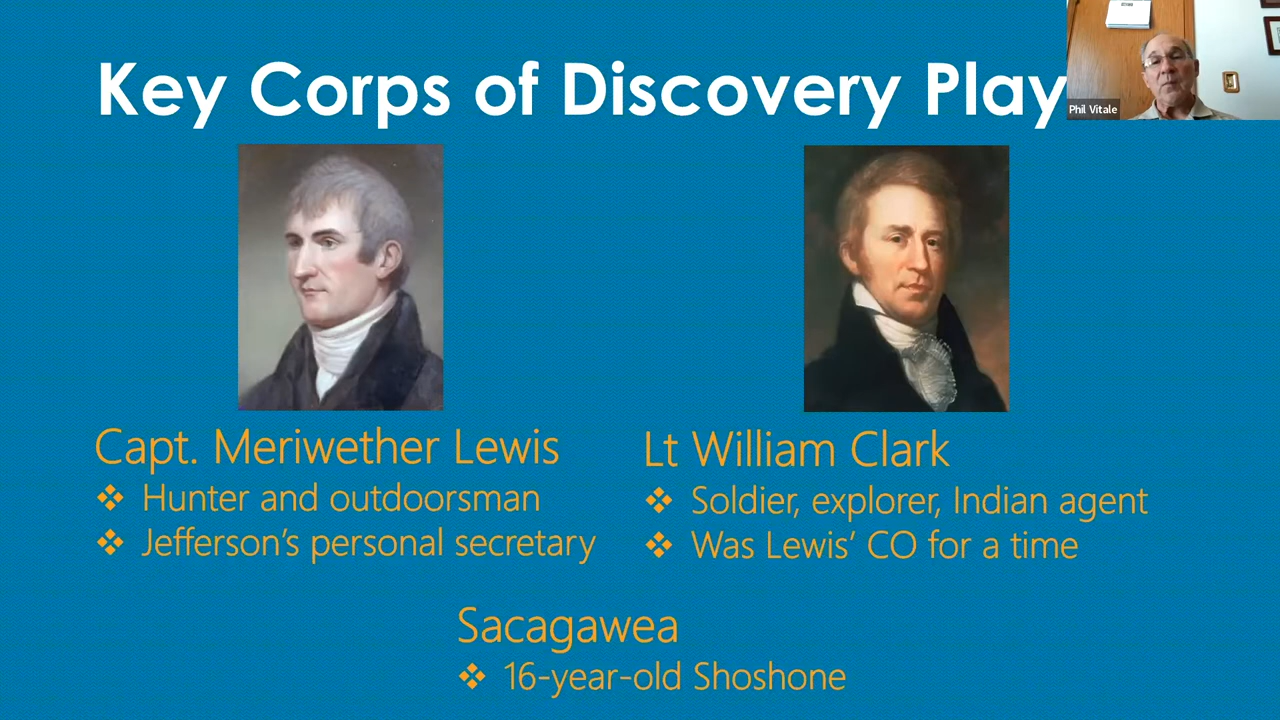 Key Corps of Discovery Play
Phil Vitale
Capt. Meriwether Lewis
❖ Hunter and outdoorsman
❖ Jefferson's personal secretary
Lt William Clark
❖ Soldier, explorer, Indian agent
❖ Was Lewis' CO for a time
Sacagawea
❖ 16-year-old Shoshone